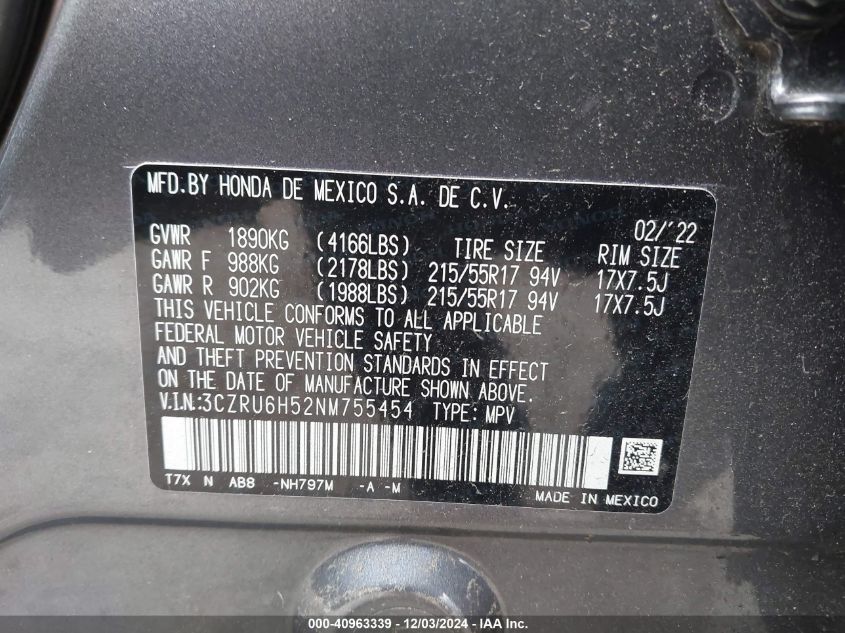 MFD.BY HONDA DE MEXICO S.A. DE C.V.
02/'22
GVWR 1890KG (4166LBS) TIRE SIZE RIM SIZE
GAWR F 988KG (2178LBS) 215/55R17 94V 17X7.5J
GAWR R 902KG (1988LBS) 215/55R17 94V 17X7.5J
THIS VEHICLE CONFORMS TO ALL APPLICABLE
FEDERAL MOTOR VEHICLE SAFETY
AND THEFT PREVENTION STANDARDS IN EFFECT
ON THE DATE OF MANUFACTURE SHOWN ABOVE.
V.I.N:3CZRU6H52NM755454 TYPE: MPV
T7X N AB8 -NH797M -A -M
MADE IN MEXICO
000-40963339 - 12/03/2024 - IAA Inc.